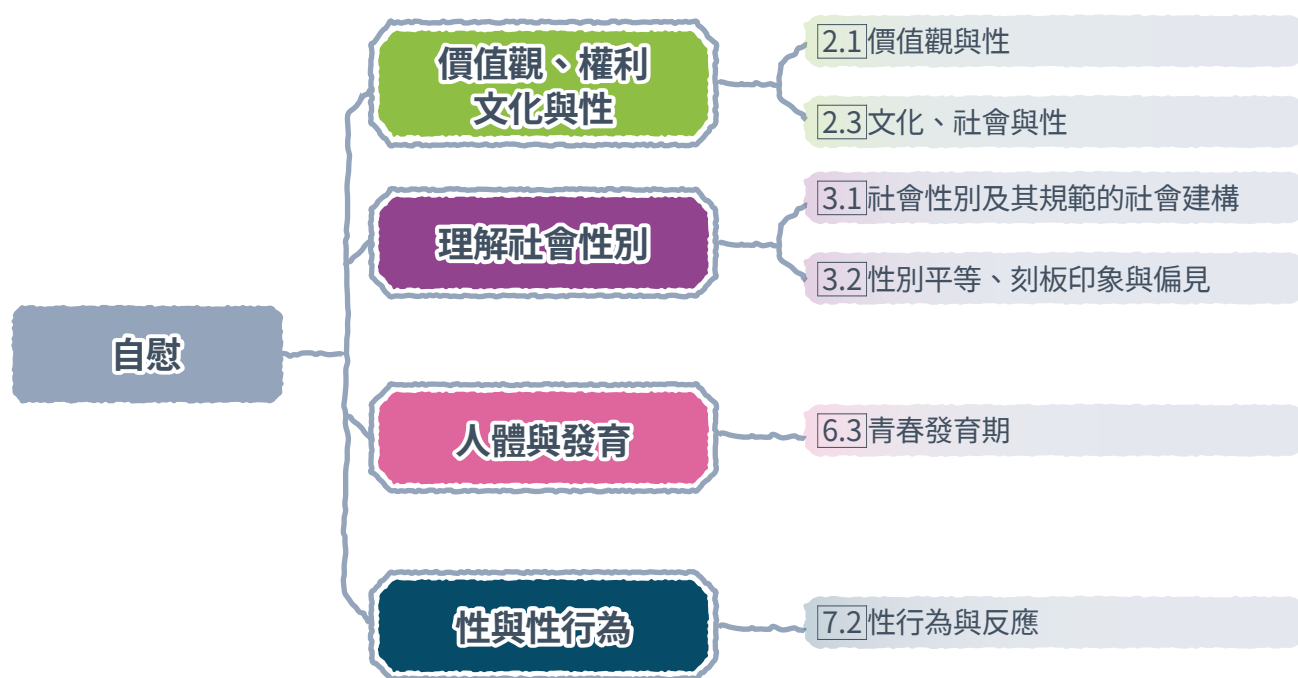 自慰
價值觀、權利
文化與性
2.1價值觀與性
2.3文化、社會與性
理解社會性別
3.1社會性別及其規範的社會建構
3.2性別平等、刻板印象與偏見
人體與發育
6.3青春發育期
性與性行為
7.2性行為與反應